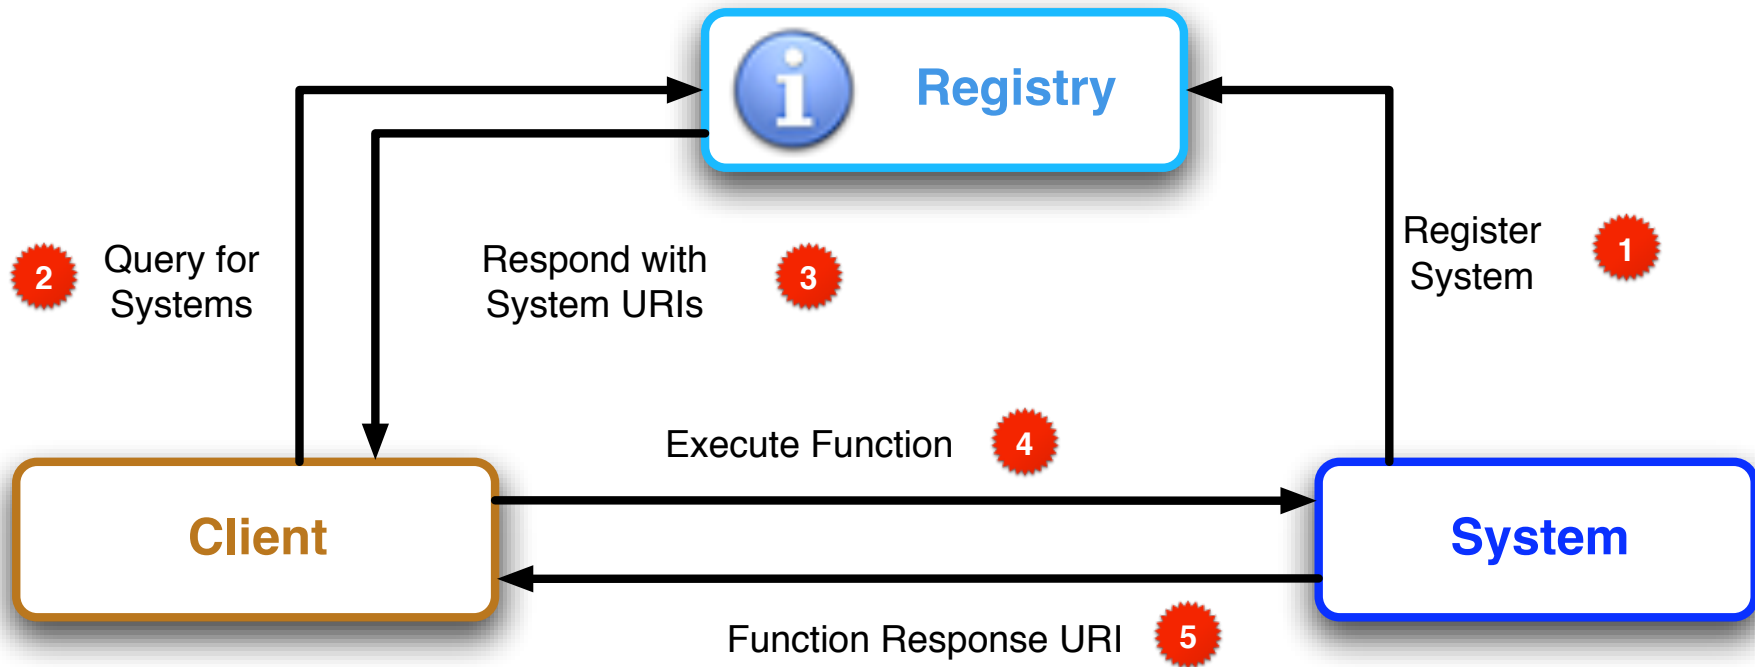 i
Registry
Register
System
1
2
Query for
Systems
Respond with
System URIs
3
Execute Function
4
Client
System
Function Response URI
5